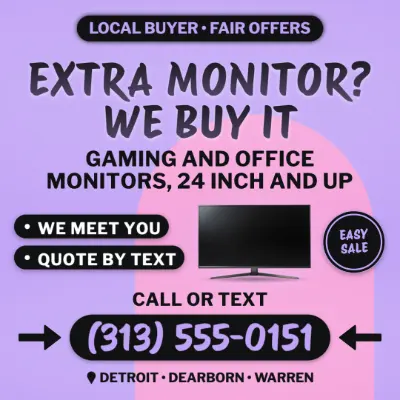 LOCAL BUYER • FAIR OFFERS
EXTRA MONITOR?
WE BUY IT
GAMING AND OFFICE
MONITORS, 24 INCH AND UP
• WE MEET YOU
• QUOTE BY TEXT
EASY
SALE
CALL OR TEXT
(313) 555-0151
DETROIT • DEARBORN • WARREN